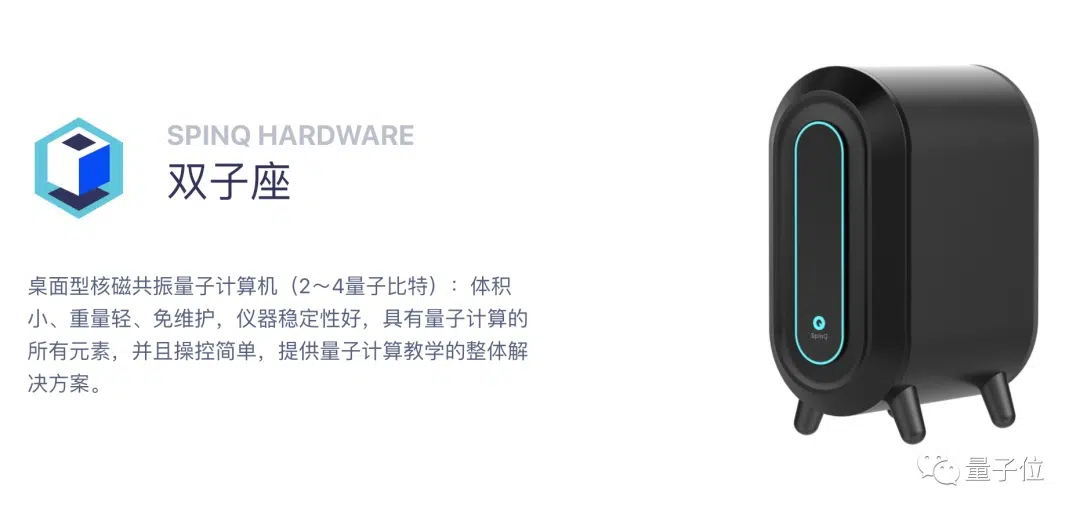 SPINQ HARDWARE
双子座
桌面型核磁共振量子计算机（2～4量子比特）：体积
小、重量轻、免维护，仪器稳定性好，具有量子计算的
所有元素，并且操控简单，提供量子计算教学的整体解
决方案。
SpinQ
量子位